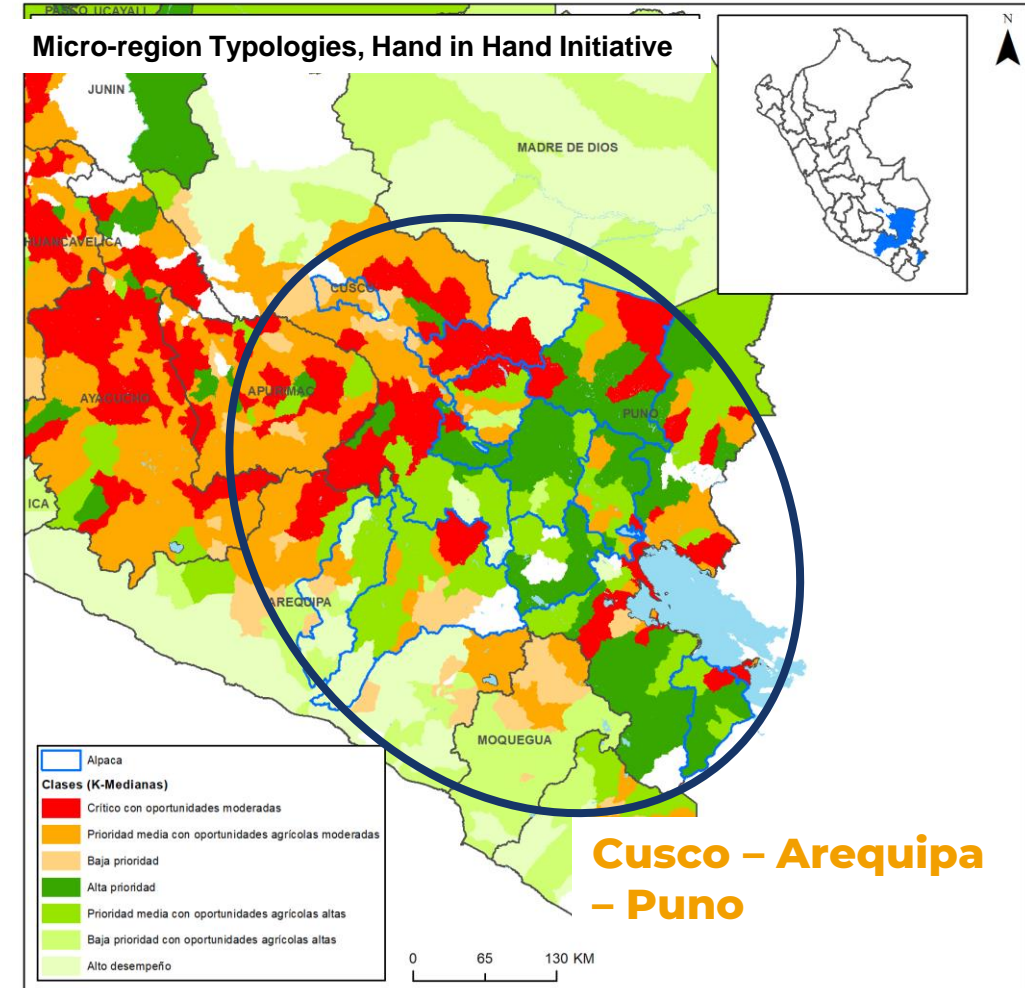 PASCO UCAYALI
Micro-region Typologies, Hand in Hand Initiative
N
JUNIN
MADRE DE DIOS
HUANCAVELICA
CUSCO
APURIMAC
AYACUCHO
PUNO
ICA
AREQUIPA
MOQUEGUA
Alpaca
Clases (K-Medianas)
Crítico con oportunidades moderadas
Prioridad media con oportunidades agrícolas moderadas
Baja prioridad
Alta prioridad
Prioridad media con oportunidades agrícolas altas
Baja prioridad con oportunidades agrícolas altas
Alto desempeño
0 65 130 KM
Cusco – Arequipa
– Puno